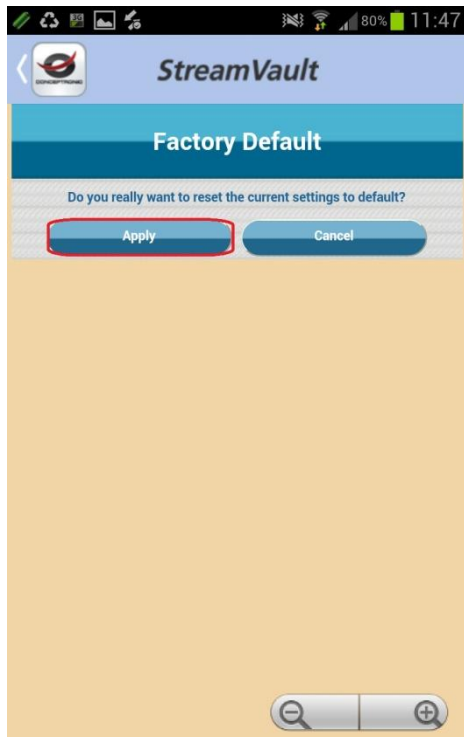 80% 11:47
CONCEPTRONIC
StreamVault
Factory Default
Do you really want to reset the current settings to default?
Apply Cancel